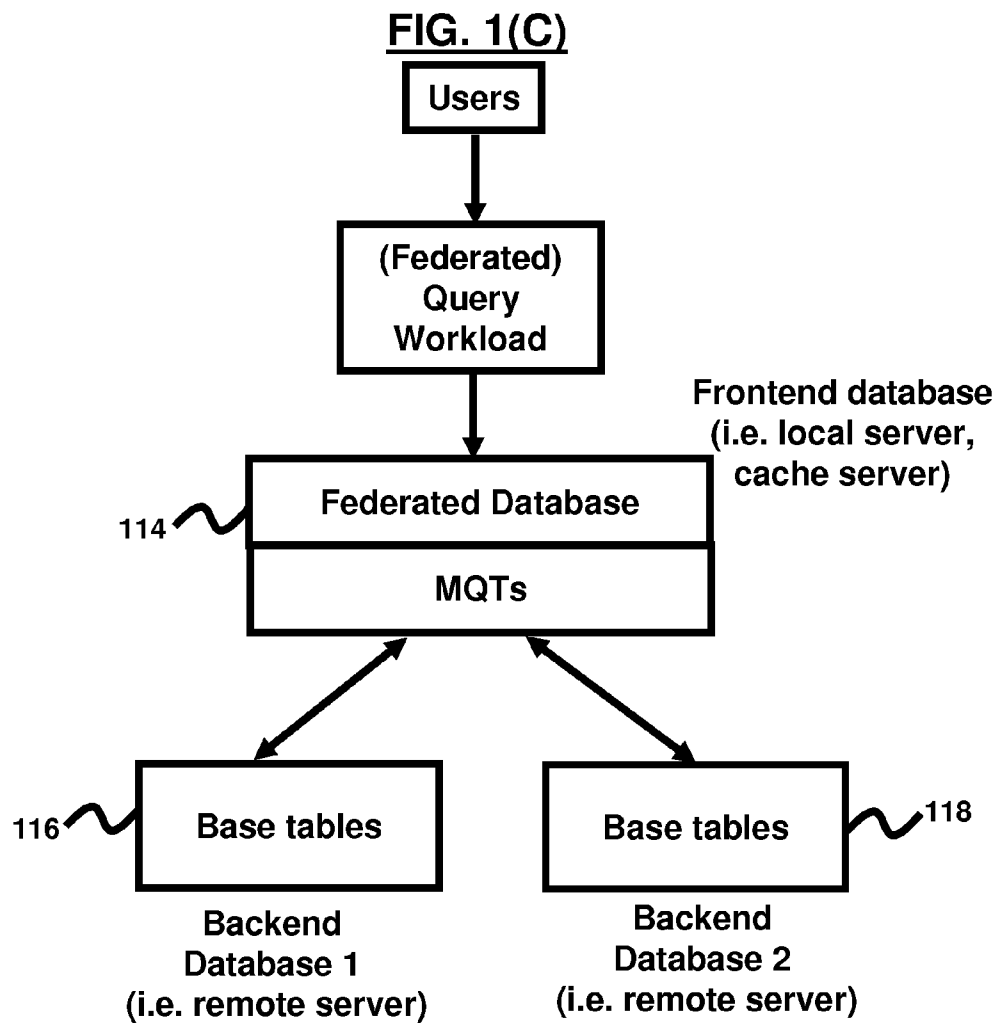 FIG. 1(C)
Users
(Federated)
Query
Workload
Frontend database
(i.e. local server,
cache server)
Federated Database
114
MQTs
Base tables
116
Base tables
118
Backend
Database 1
(i.e. remote server)
Backend
Database 2
(i.e. remote server)